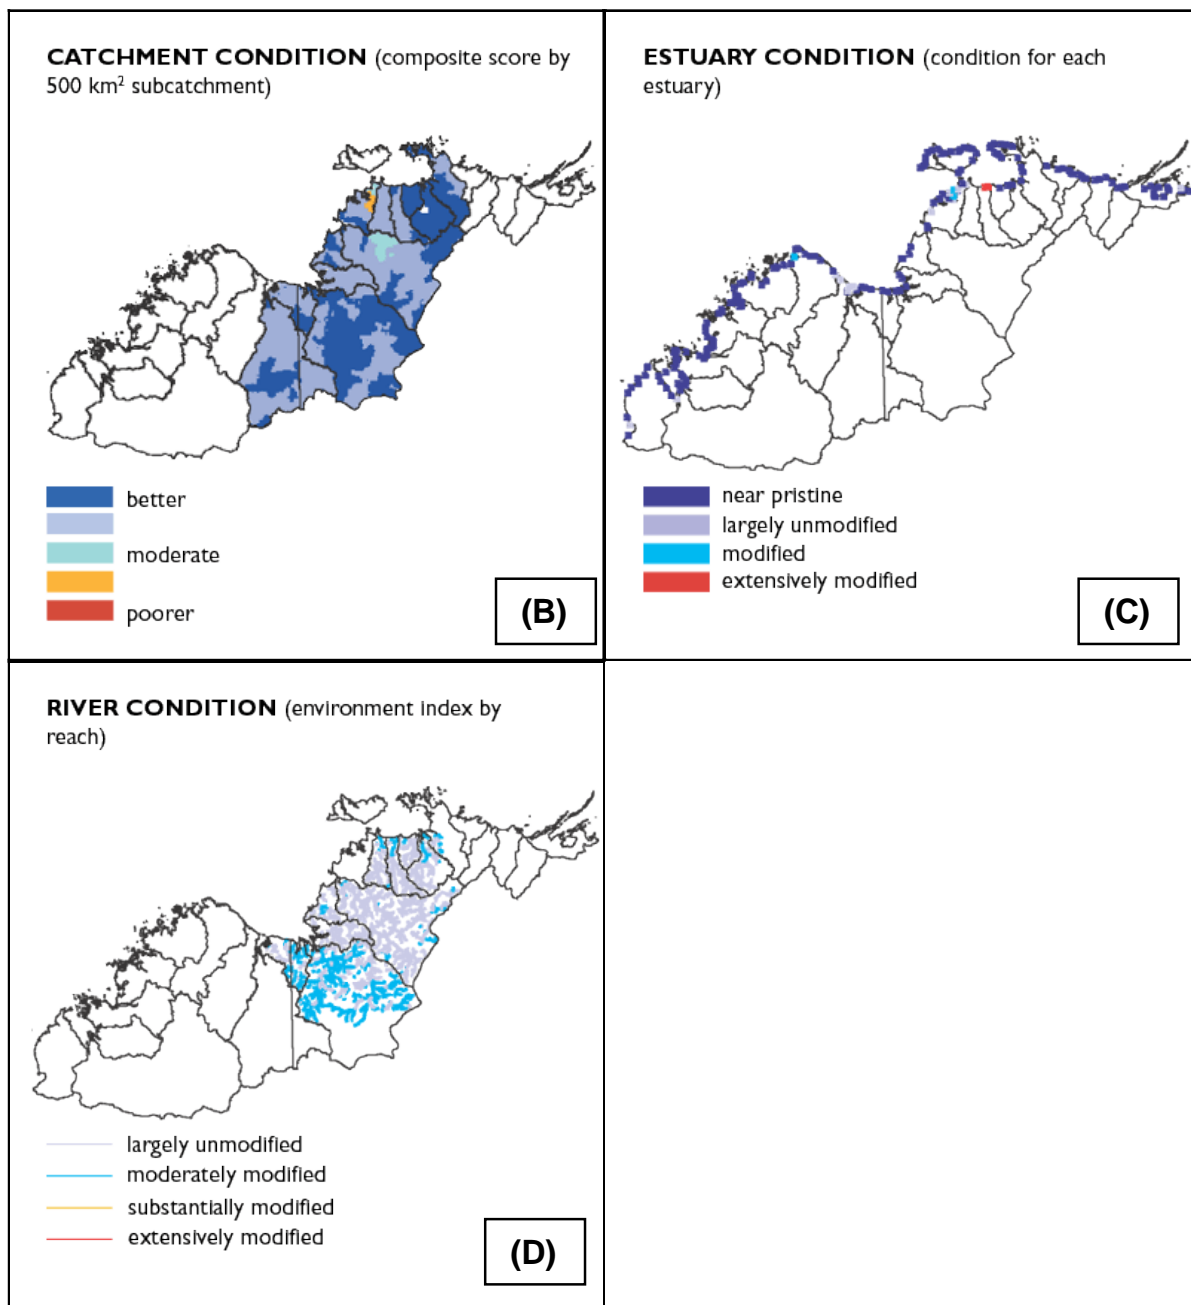 CATCHMENT CONDITION (composite score by
500 km² subcatchment)
better
moderate
poorer
(B)
ESTUARY CONDITION (condition for each
estuary)
near pristine
largely unmodified
modified
extensively modified
(C)
RIVER CONDITION (environment index by
reach)
largely unmodified
moderately modified
substantially modified
extensively modified
(D)